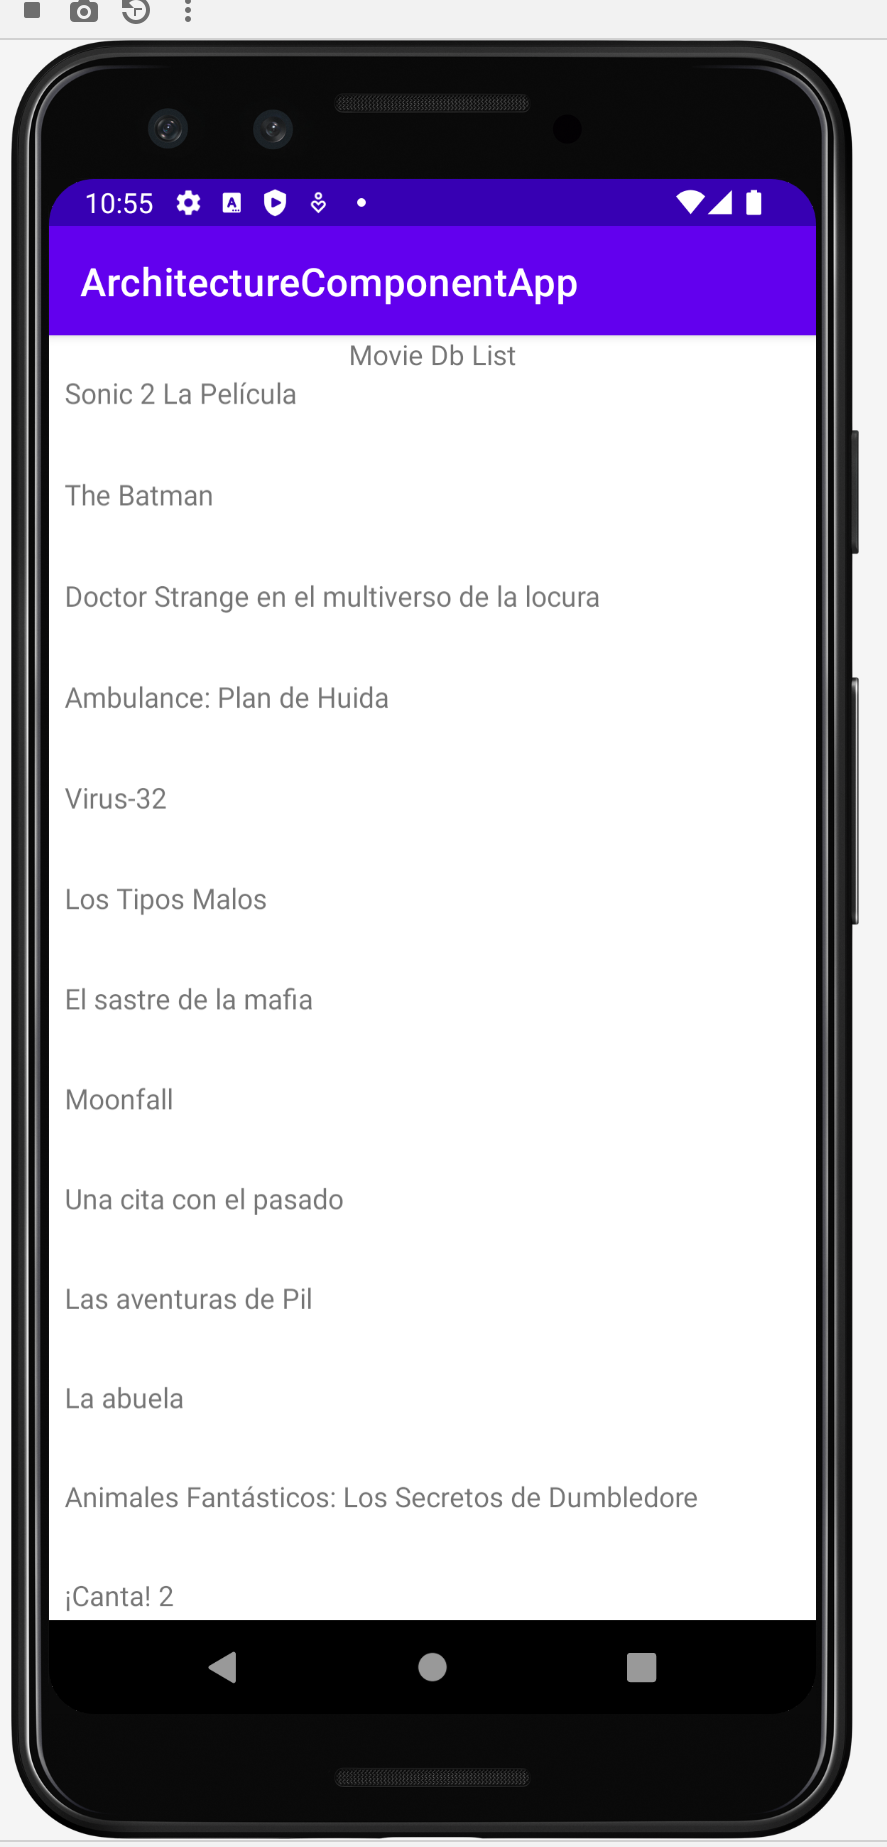 10:55
ArchitectureComponentApp
Movie Db List
Sonic 2 La Película
The Batman
Doctor Strange en el multiverso de la locura
Ambulance: Plan de Huida
Virus-32
Los Tipos Malos
El sastre de la mafia
Moonfall
Una cita con el pasado
Las aventuras de Pil
La abuela
Animales Fantásticos: Los Secretos de Dumbledore
¡Canta! 2